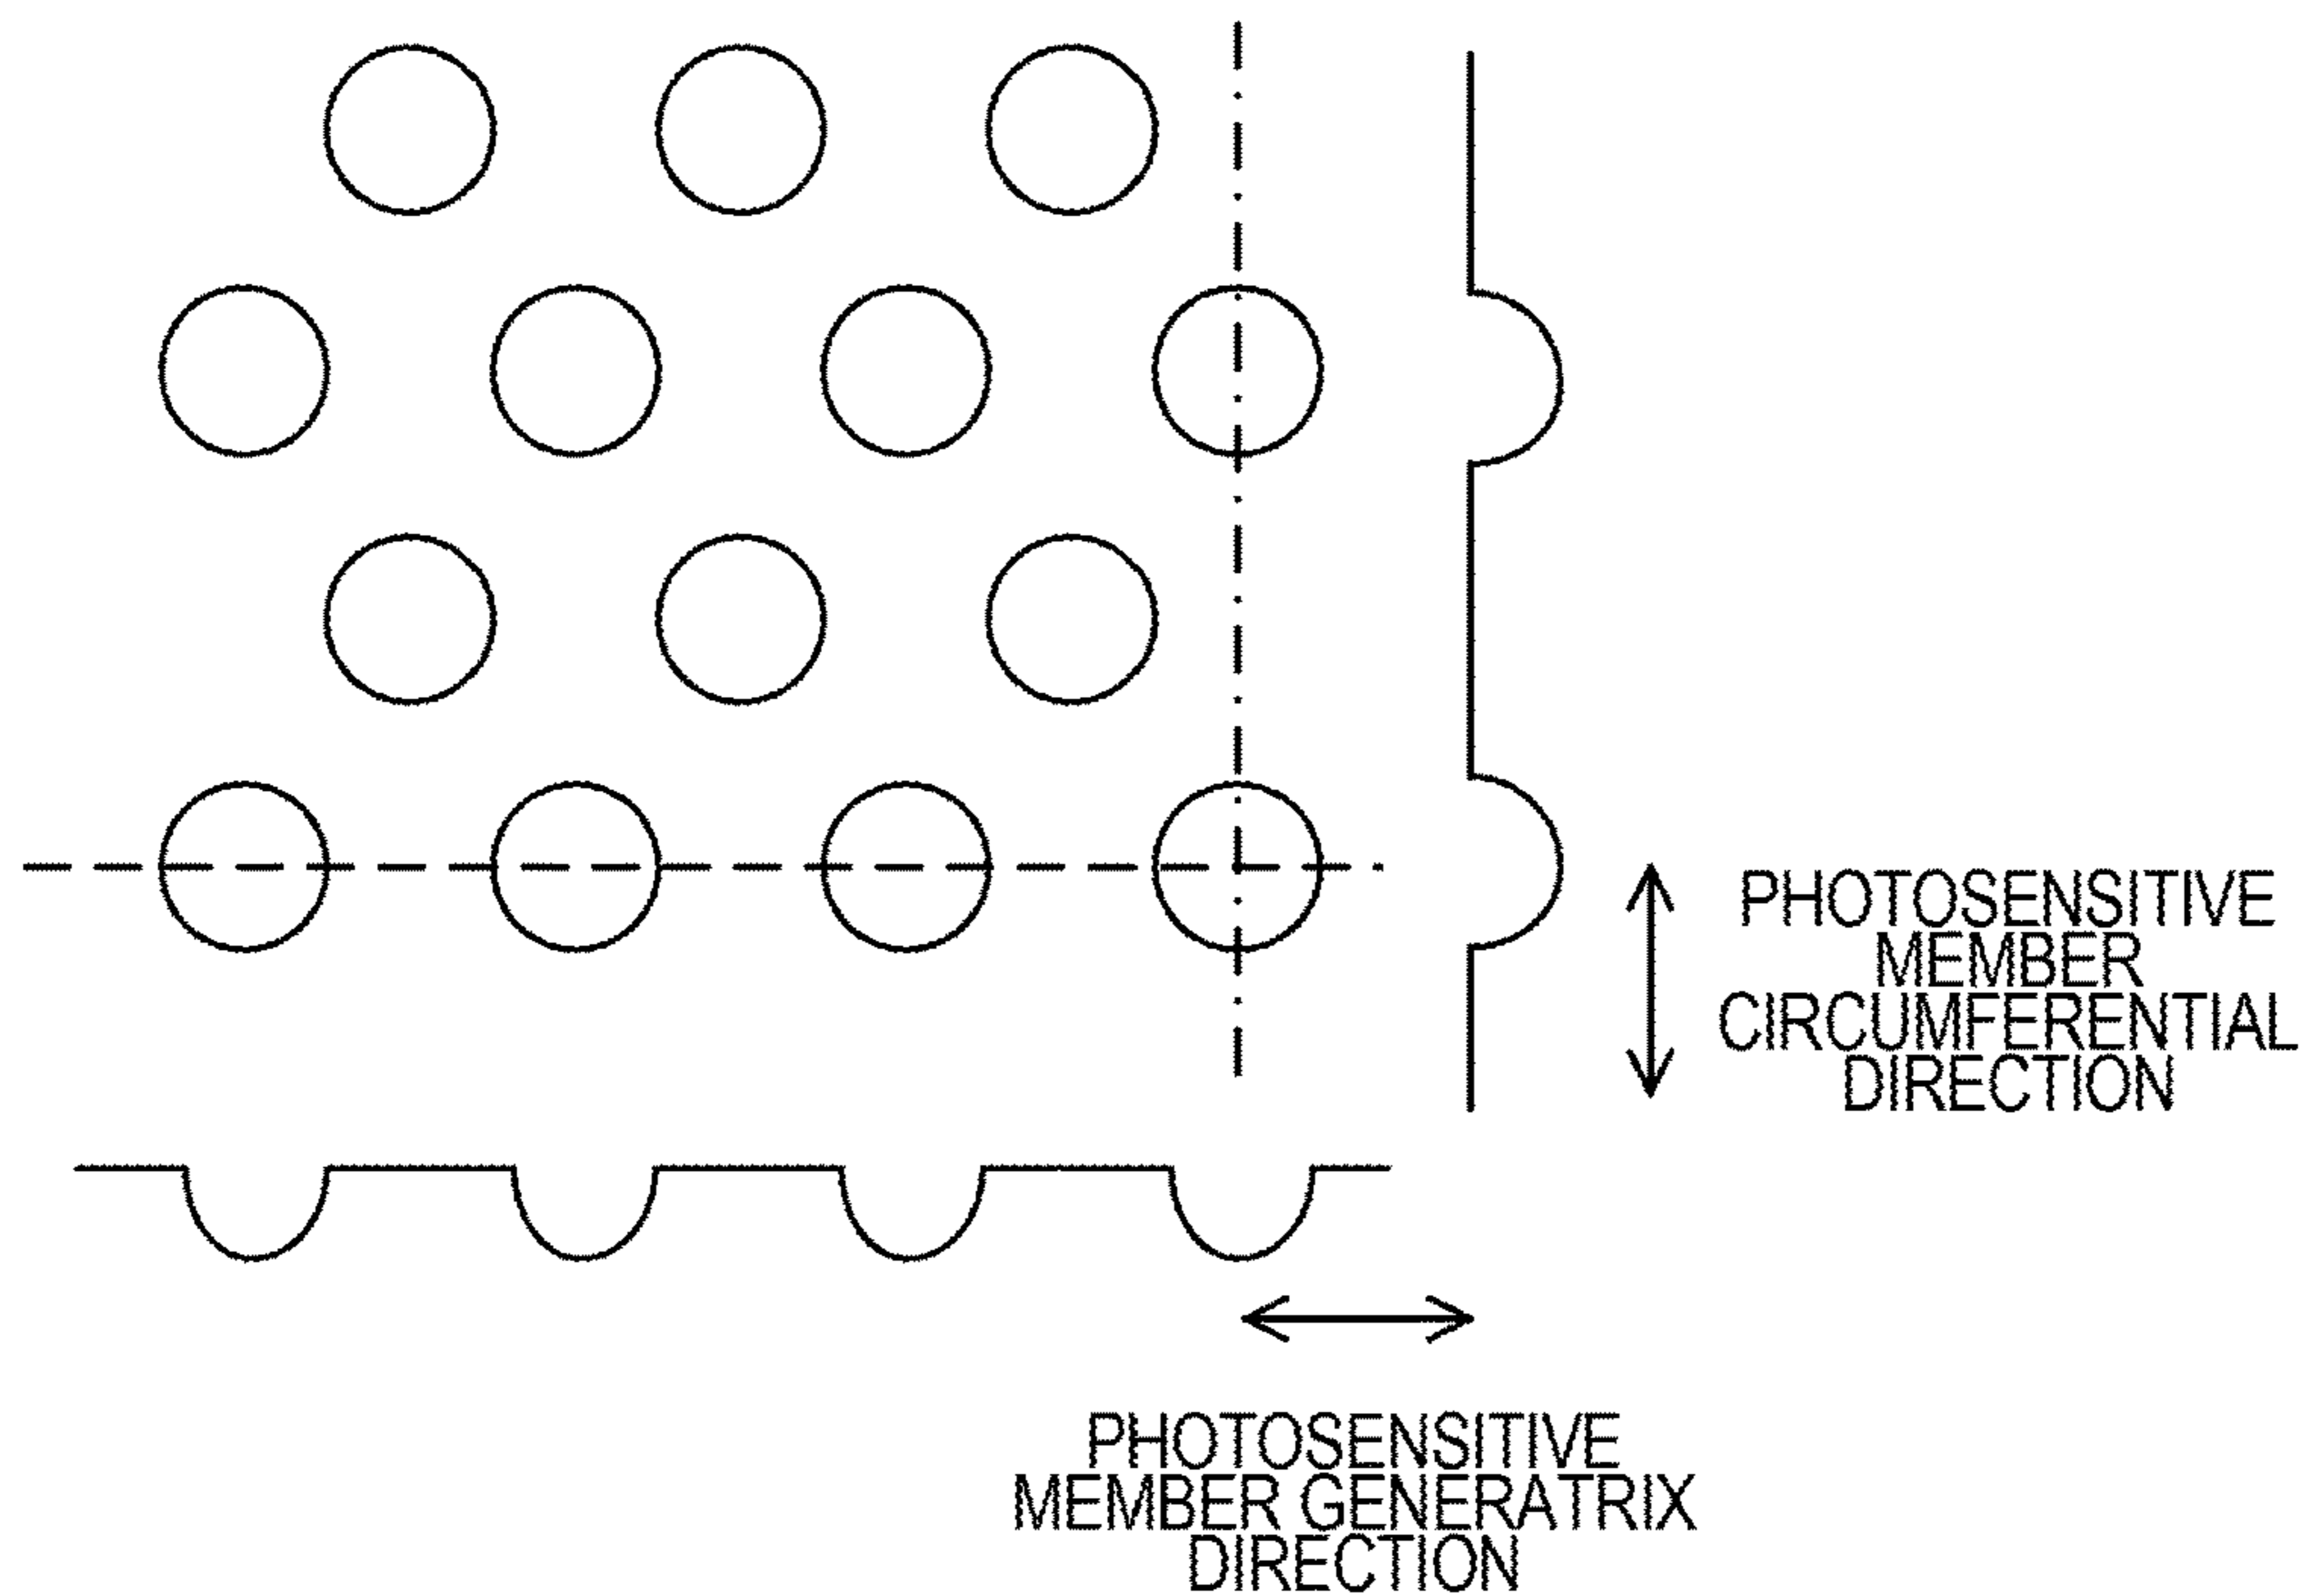 PHOTOSENSITIVE
MEMBER
CIRCUMFERENTIAL
DIRECTION
PHOTOSENSITIVE
MEMBER GENERATRIX
DIRECTION